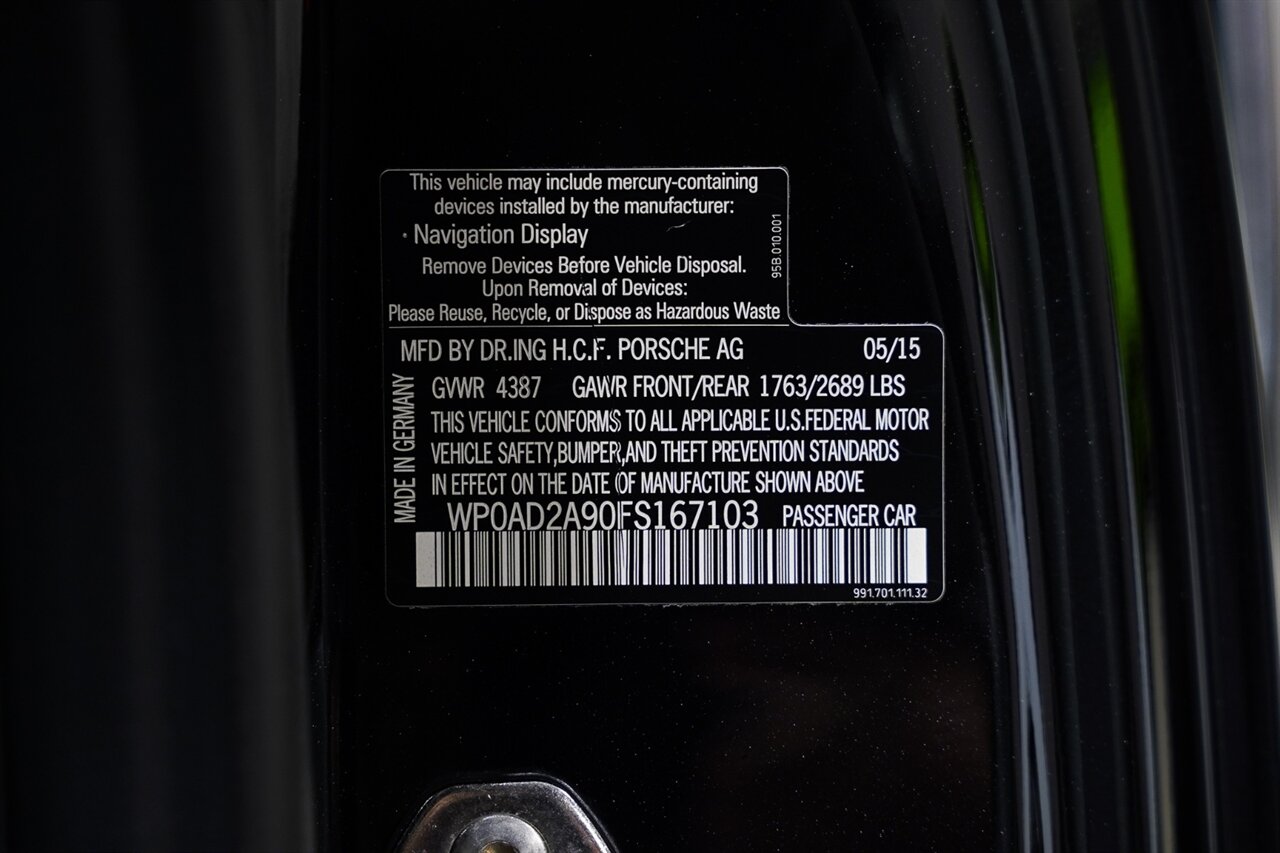 This vehicle may include mercury-containing
devices installed by the manufacturer:
· Navigation Display
Remove Devices Before Vehicle Disposal.
Upon Removal of Devices:
Please Reuse, Recycle, or Dispose as Hazardous Waste
95B.010.001
MFD BY DR.ING H.C.F. PORSCHE AG 05/15
MADE IN GERMANY
GVWR 4387 GAWR FRONT/REAR 1763/2689 LBS
THIS VEHICLE CONFORMS TO ALL APPLICABLE U.S.FEDERAL MOTOR
VEHICLE SAFETY,BUMPER,AND THEFT PREVENTION STANDARDS
IN EFFECT ON THE DATE OF MANUFACTURE SHOWN ABOVE
WP0AD2A90FS167103 PASSENGER CAR
991.701.111.32